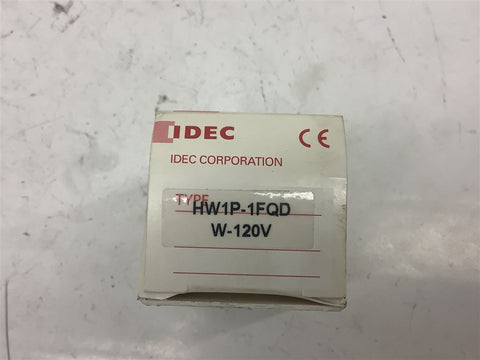 IDEC
CE
IDEC CORPORATION
TYPE
HW1P-1FQD
W-120V